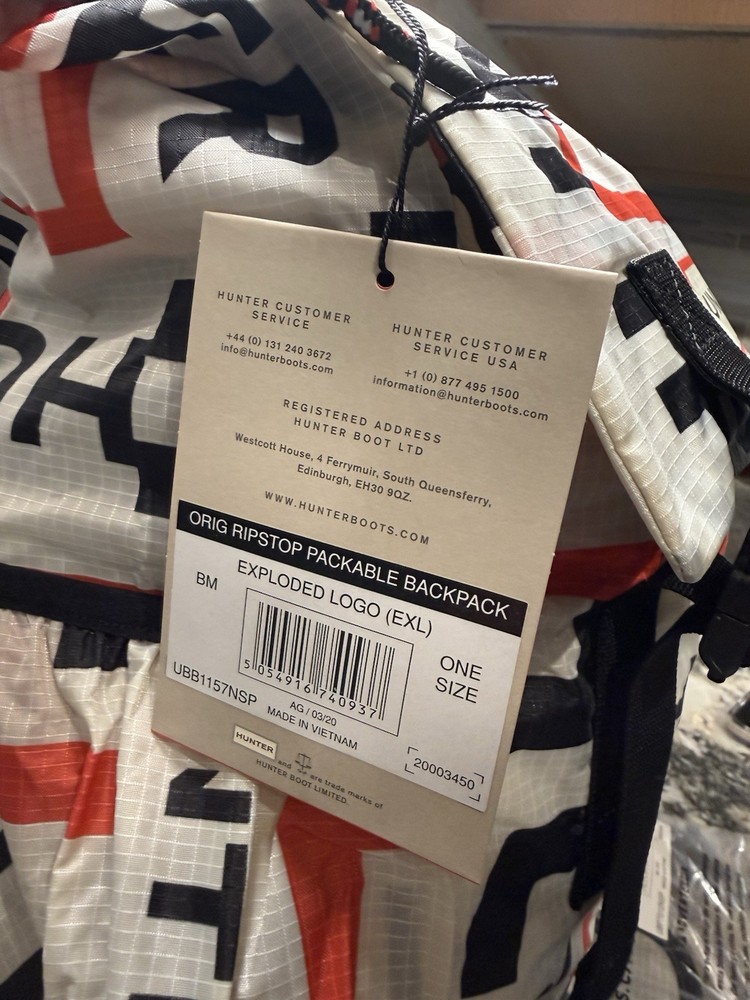 HUNTER CUSTOMER
SERVICE
+44 (0) 131 240 3672
info@hunterboots.com
HUNTER CUSTOMER
SERVICE USA
+1 (0) 877 495 1500
information@hunterboots.com
REGISTERED ADDRESS
HUNTER BOOT LTD
Westcott House, 4 Ferrymuir, South Queensferry,
Edinburgh, EH30 9QZ.
WWW.HUNTERBOOTS.COM
ORIG RIPSTOP PACKABLE BACKPACK
BM
EXPLODED LOGO (EXL)
5 054916 740937
ONE
SIZE
UBB1157NSP
AG / 03/20
MADE IN VIETNAM
20003450
HUNTER and are trade marks of
HUNTER BOOT LIMITED.